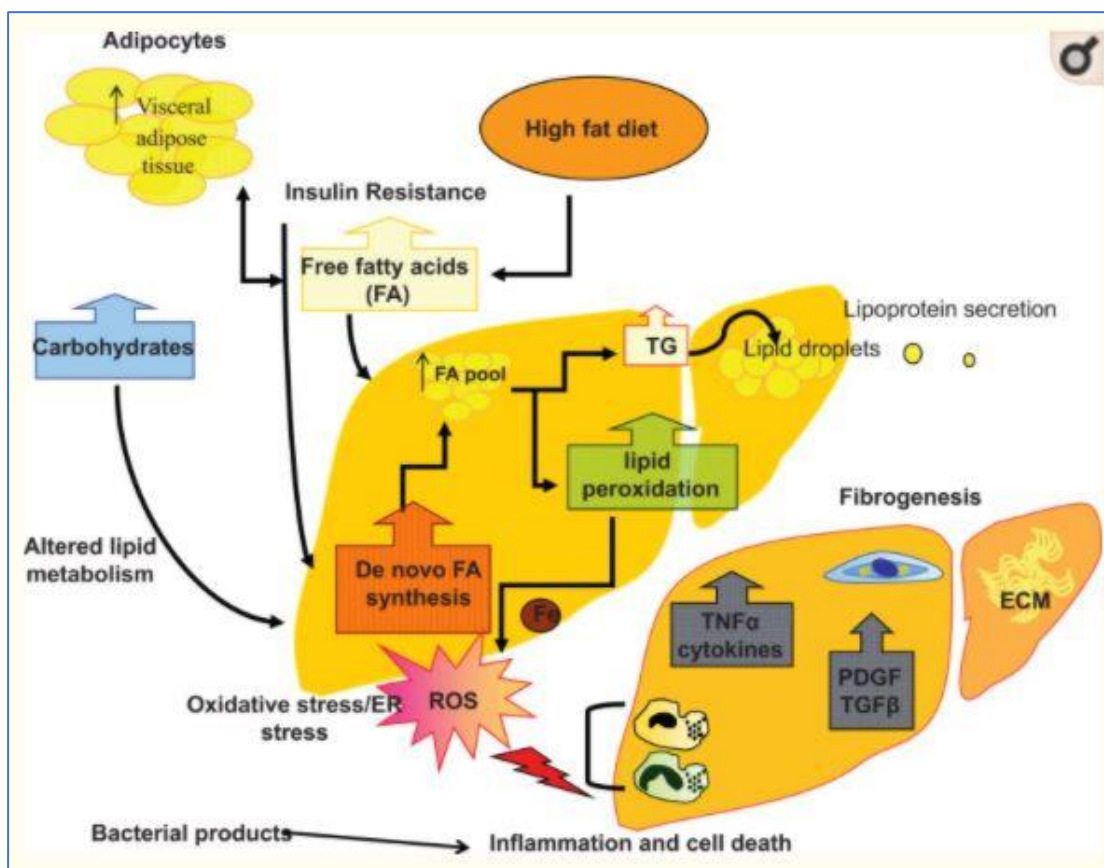 Adipocytes
Visceral
adipose
tissue
High fat diet
Insulin Resistance
Free fatty acids
(FA)
Carbohydrates
Lipoprotein secretion
TG
Lipid droplets
FA pool
lipid
peroxidation
Fibrogenesis
Altered lipid
metabolism
De novo FA
synthesis
Fe
ECM
TNFα
cytokines
PDGF
TGFβ
ROS
Oxidative stress/ER
stress
Bacterial products
Inflammation and cell death